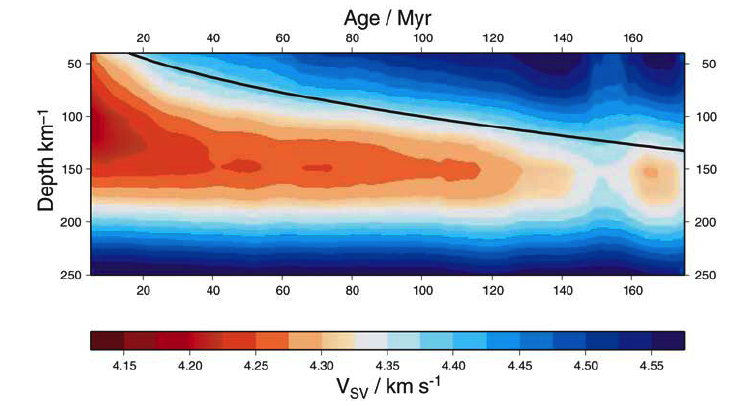 Age / Myr
20 40 60 80 100 120 140 160
50 50
100 100
150 150
200 200
250 250
Depth km⁻¹
20 40 60 80 100 120 140 160
4.15 4.20 4.25 4.30 4.35 4.40 4.45 4.50 4.55
V_SV / km s⁻¹